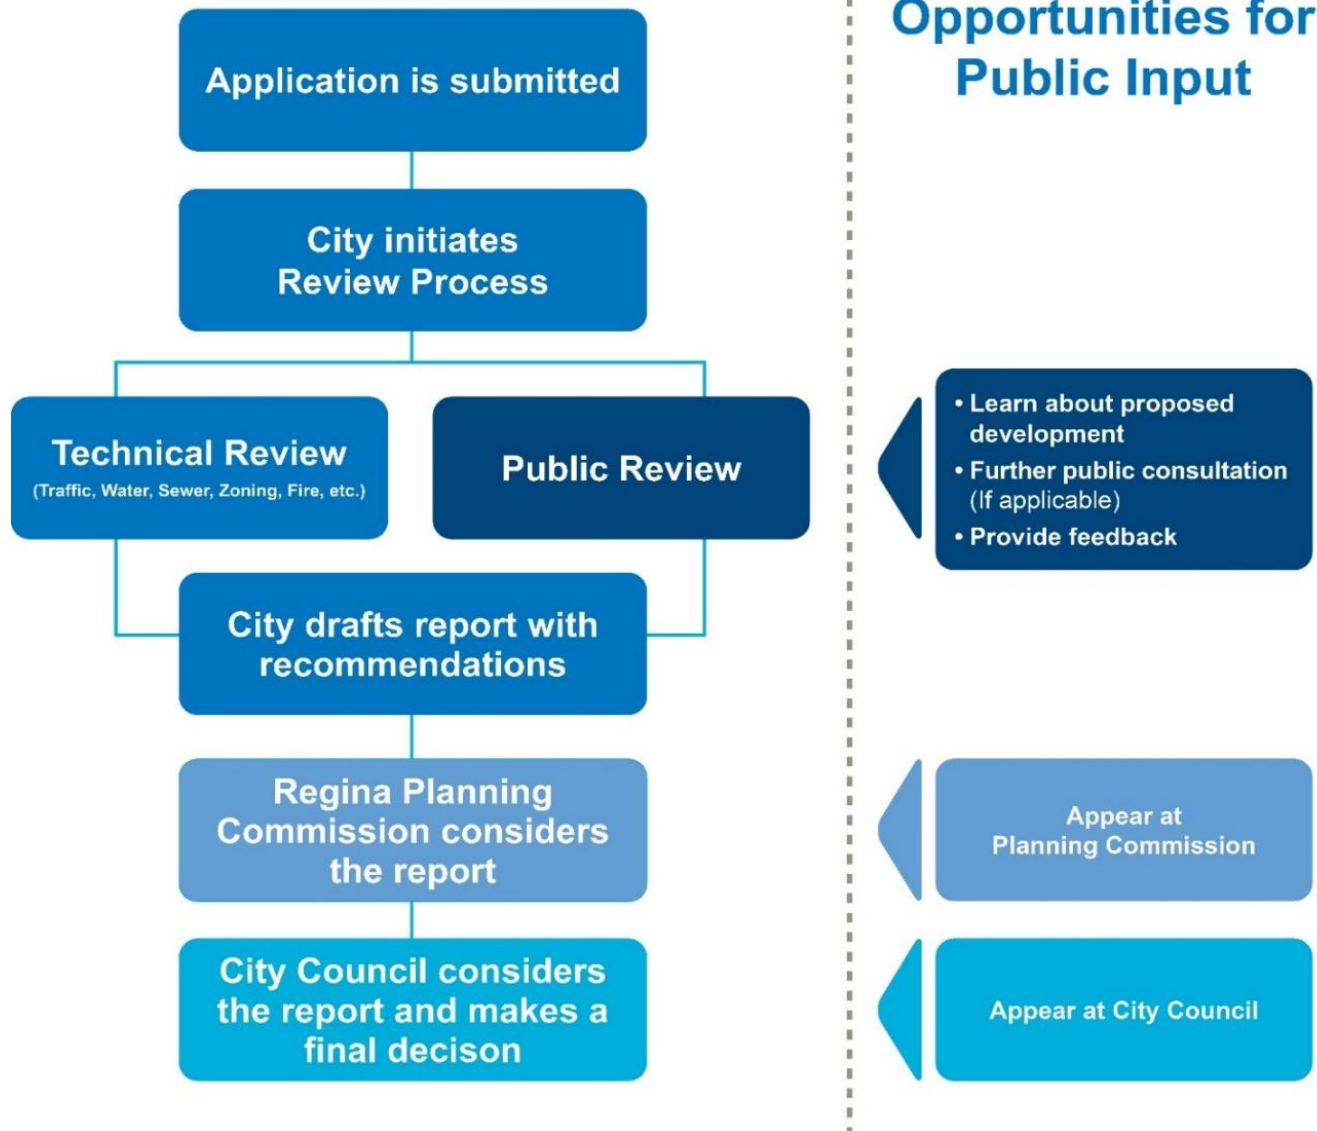 Opportunities for
Public Input
Application is submitted
City initiates
Review Process
Technical Review
(Traffic, Water, Sewer, Zoning, Fire, etc.)
Public Review
• Learn about proposed
development
• Further public consultation
(If applicable)
• Provide feedback
City drafts report with
recommendations
Regina Planning
Commission considers
the report
Appear at
Planning Commission
City Council considers
the report and makes a
final decison
Appear at City Council